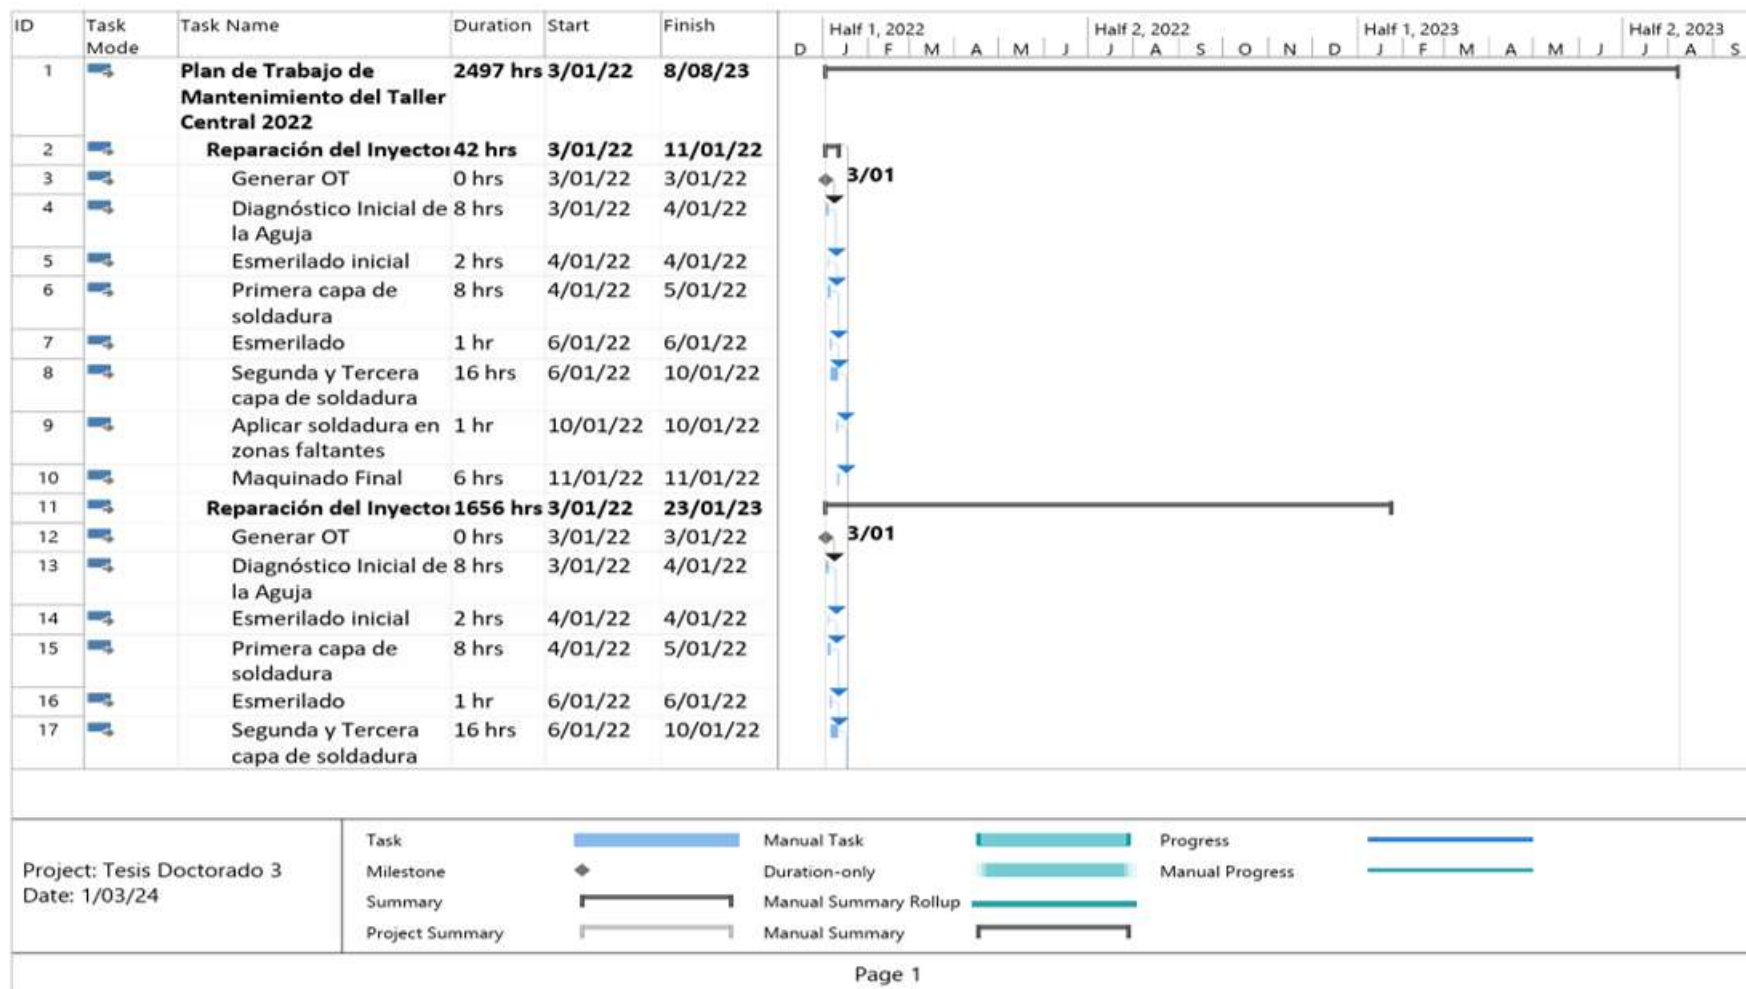 ID Task Mode Task Name Duration Start Finish
Half 1, 2022 Half 2, 2022 Half 1, 2023 Half 2, 2023
D J F M A M J J A S O N D J F M A M J J A S
1 Plan de Trabajo de 2497 hrs 3/01/22 8/08/23
Mantenimiento del Taller
Central 2022
2 Reparación del Inyector 42 hrs 3/01/22 11/01/22
3 Generar OT 0 hrs 3/01/22 3/01/22 3/01
4 Diagnóstico Inicial de 8 hrs 3/01/22 4/01/22
la Aguja
5 Esmerilado inicial 2 hrs 4/01/22 4/01/22
6 Primera capa de 8 hrs 4/01/22 5/01/22
soldadura
7 Esmerilado 1 hr 6/01/22 6/01/22
8 Segunda y Tercera 16 hrs 6/01/22 10/01/22
capa de soldadura
9 Aplicar soldadura en 1 hr 10/01/22 10/01/22
zonas faltantes
10 Maquinado Final 6 hrs 11/01/22 11/01/22
11 Reparación del Inyector 1656 hrs 3/01/22 23/01/23
12 Generar OT 0 hrs 3/01/22 3/01/22 3/01
13 Diagnóstico Inicial de 8 hrs 3/01/22 4/01/22
la Aguja
14 Esmerilado inicial 2 hrs 4/01/22 4/01/22
15 Primera capa de 8 hrs 4/01/22 5/01/22
soldadura
16 Esmerilado 1 hr 6/01/22 6/01/22
17 Segunda y Tercera 16 hrs 6/01/22 10/01/22
capa de soldadura
Project: Tesis Doctorado 3
Date: 1/03/24
Task Manual Task Progress
Milestone Duration-only Manual Progress
Summary Manual Summary Rollup
Project Summary Manual Summary
Page 1